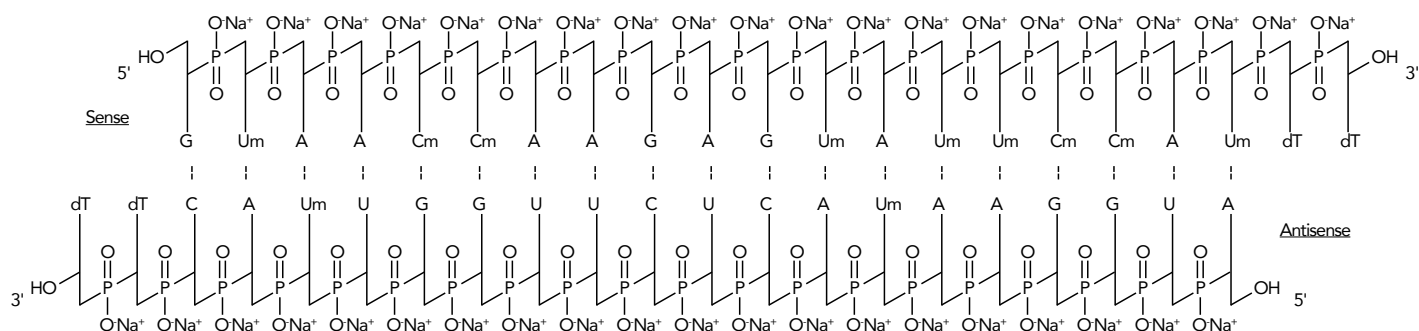 O⁻Na⁺ O⁻Na⁺ O⁻Na⁺ O⁻Na⁺ O⁻Na⁺ O⁻Na⁺ O⁻Na⁺ O⁻Na⁺ O⁻Na⁺ O⁻Na⁺ O⁻Na⁺ O⁻Na⁺ O⁻Na⁺ O⁻Na⁺ O⁻Na⁺ O⁻Na⁺ O⁻Na⁺ O⁻Na⁺ O⁻Na⁺ O⁻Na⁺
HO P P P P P P P P P P P P P P P P P P P P OH
5' 3'
O O O O O O O O O O O O O O O O O O O O
Sense
G Um A A Cm Cm A A G A G Um A Um Um Cm Cm A Um dT dT
dT dT C A Um U G G U U C U C A Um A A G G U A
Antisense
O O O O O O O O O O O O O O O O O O O O
3' HO P P P P P P P P P P P P P P P P P P P P OH 5'
O⁻Na⁺ O⁻Na⁺ O⁻Na⁺ O⁻Na⁺ O⁻Na⁺ O⁻Na⁺ O⁻Na⁺ O⁻Na⁺ O⁻Na⁺ O⁻Na⁺ O⁻Na⁺ O⁻Na⁺ O⁻Na⁺ O⁻Na⁺ O⁻Na⁺ O⁻Na⁺ O⁻Na⁺ O⁻Na⁺ O⁻Na⁺ O⁻Na⁺